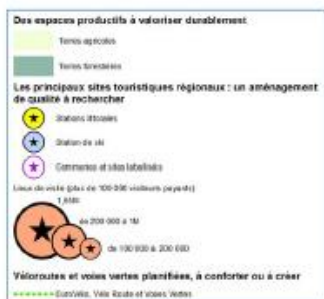 Des espaces productifs à valoriser durablement
Terres agricoles
Terres forestières
Les principaux sites touristiques régionaux : un aménagement
de qualité à rechercher
Stations littorales
Station de ski
Communes et sites labellisés
Lieux de visite (plus de 100 000 visiteurs payants)
de 200 000 à 1M
de 100 000 à 200 000
Véloroutes et voies vertes planifiées, à conforter ou à créer
EuroVélo, Vélo Route et Voies Vertes